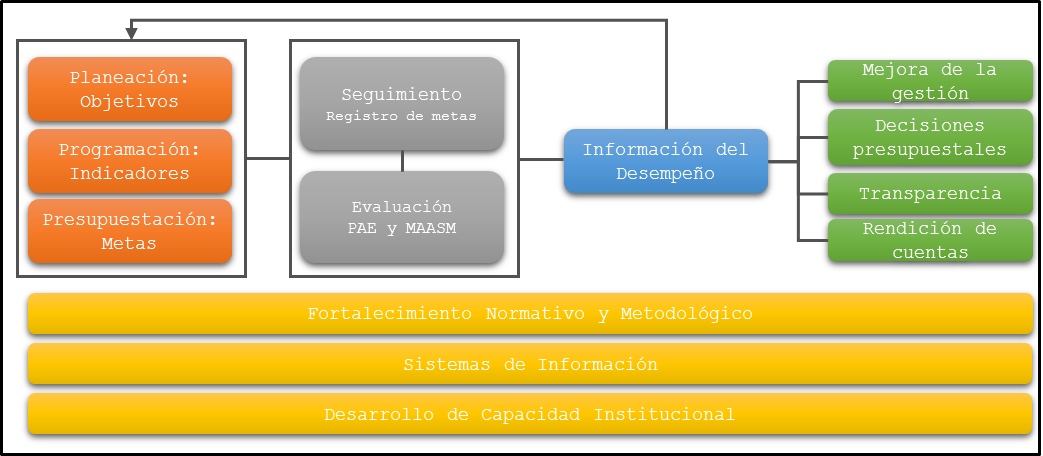 Planeación:
Objetivos
Programación:
Indicadores
Presupuestación:
Metas
Seguimiento
Registro de metas
Evaluación
PAE y MAASM
Información del
Desempeño
Mejora de la
gestión
Decisiones
presupuestales
Transparencia
Rendición de
cuentas
Fortalecimiento Normativo y Metodológico
Sistemas de Información
Desarrollo de Capacidad Institucional